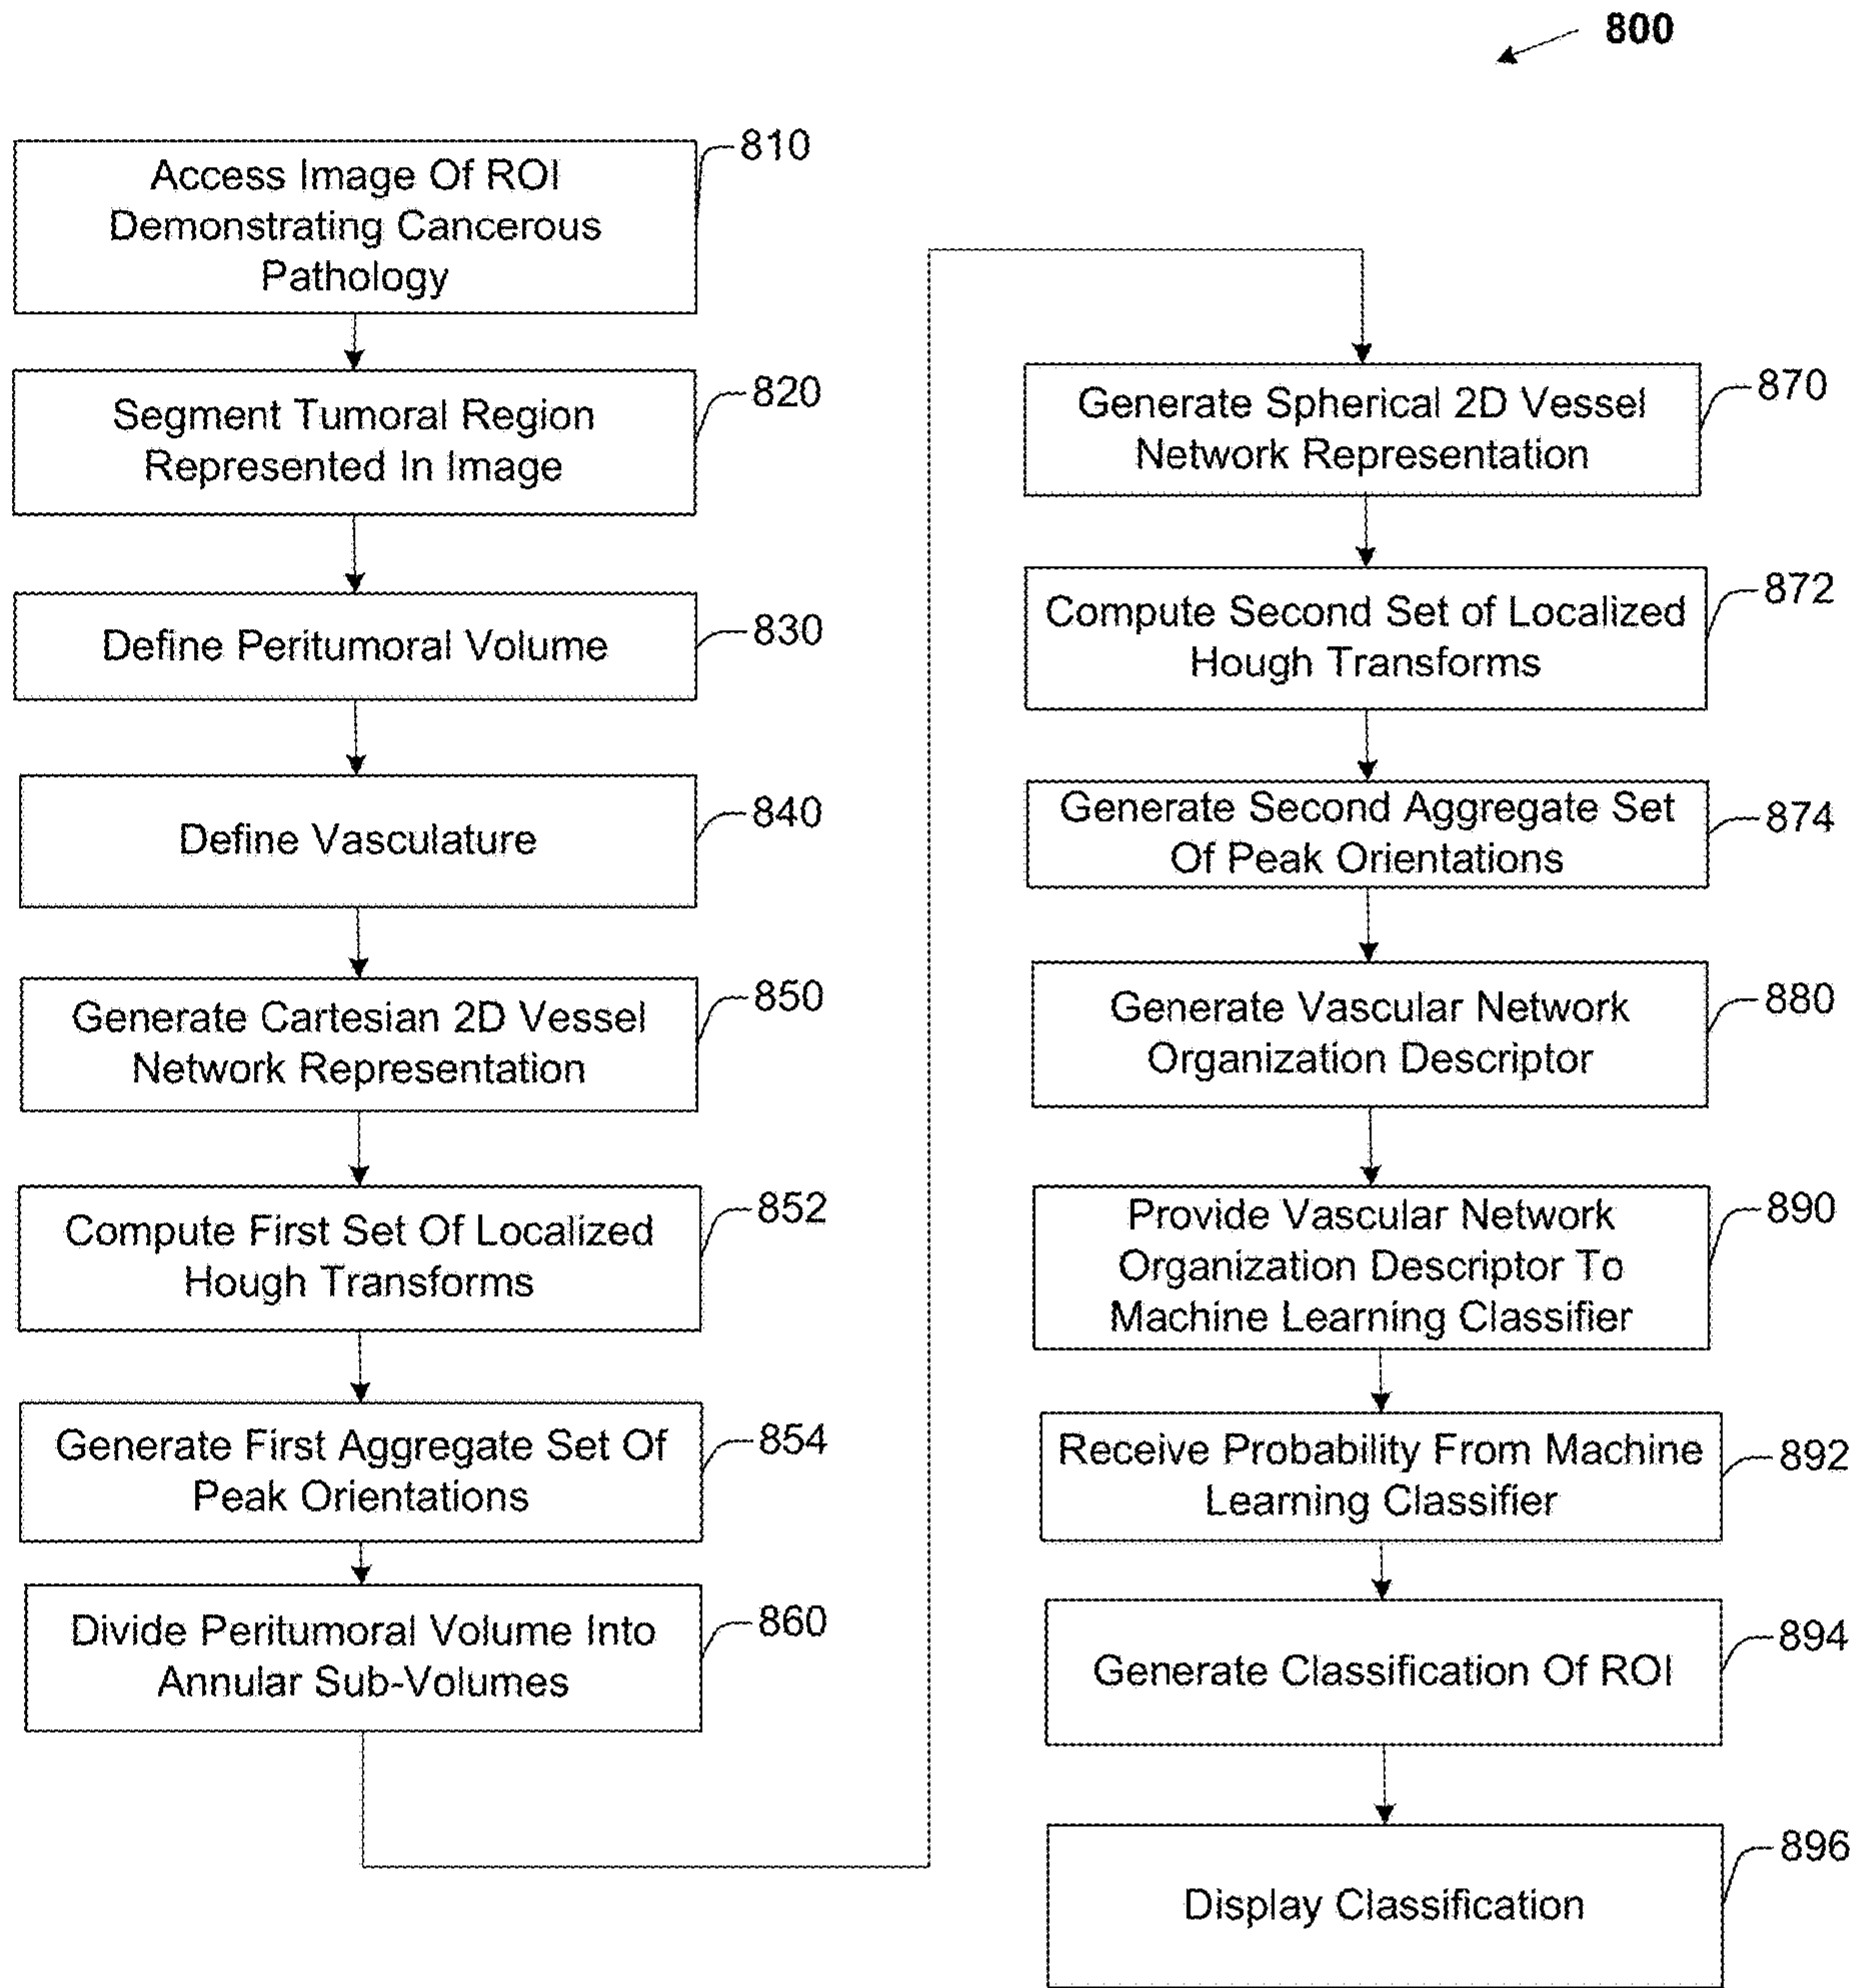 800
810
Access Image Of ROI
Demonstrating Cancerous
Pathology
820
Segment Tumoral Region
Represented In Image
830
Define Peritumoral Volume
840
Define Vasculature
850
Generate Cartesian 2D Vessel
Network Representation
852
Compute First Set Of Localized
Hough Transforms
854
Generate First Aggregate Set Of
Peak Orientations
860
Divide Peritumoral Volume Into
Annular Sub-Volumes
870
Generate Spherical 2D Vessel
Network Representation
872
Compute Second Set of Localized
Hough Transforms
874
Generate Second Aggregate Set
Of Peak Orientations
880
Generate Vascular Network
Organization Descriptor
890
Provide Vascular Network
Organization Descriptor To
Machine Learning Classifier
892
Receive Probability From Machine
Learning Classifier
894
Generate Classification Of ROI
896
Display Classification